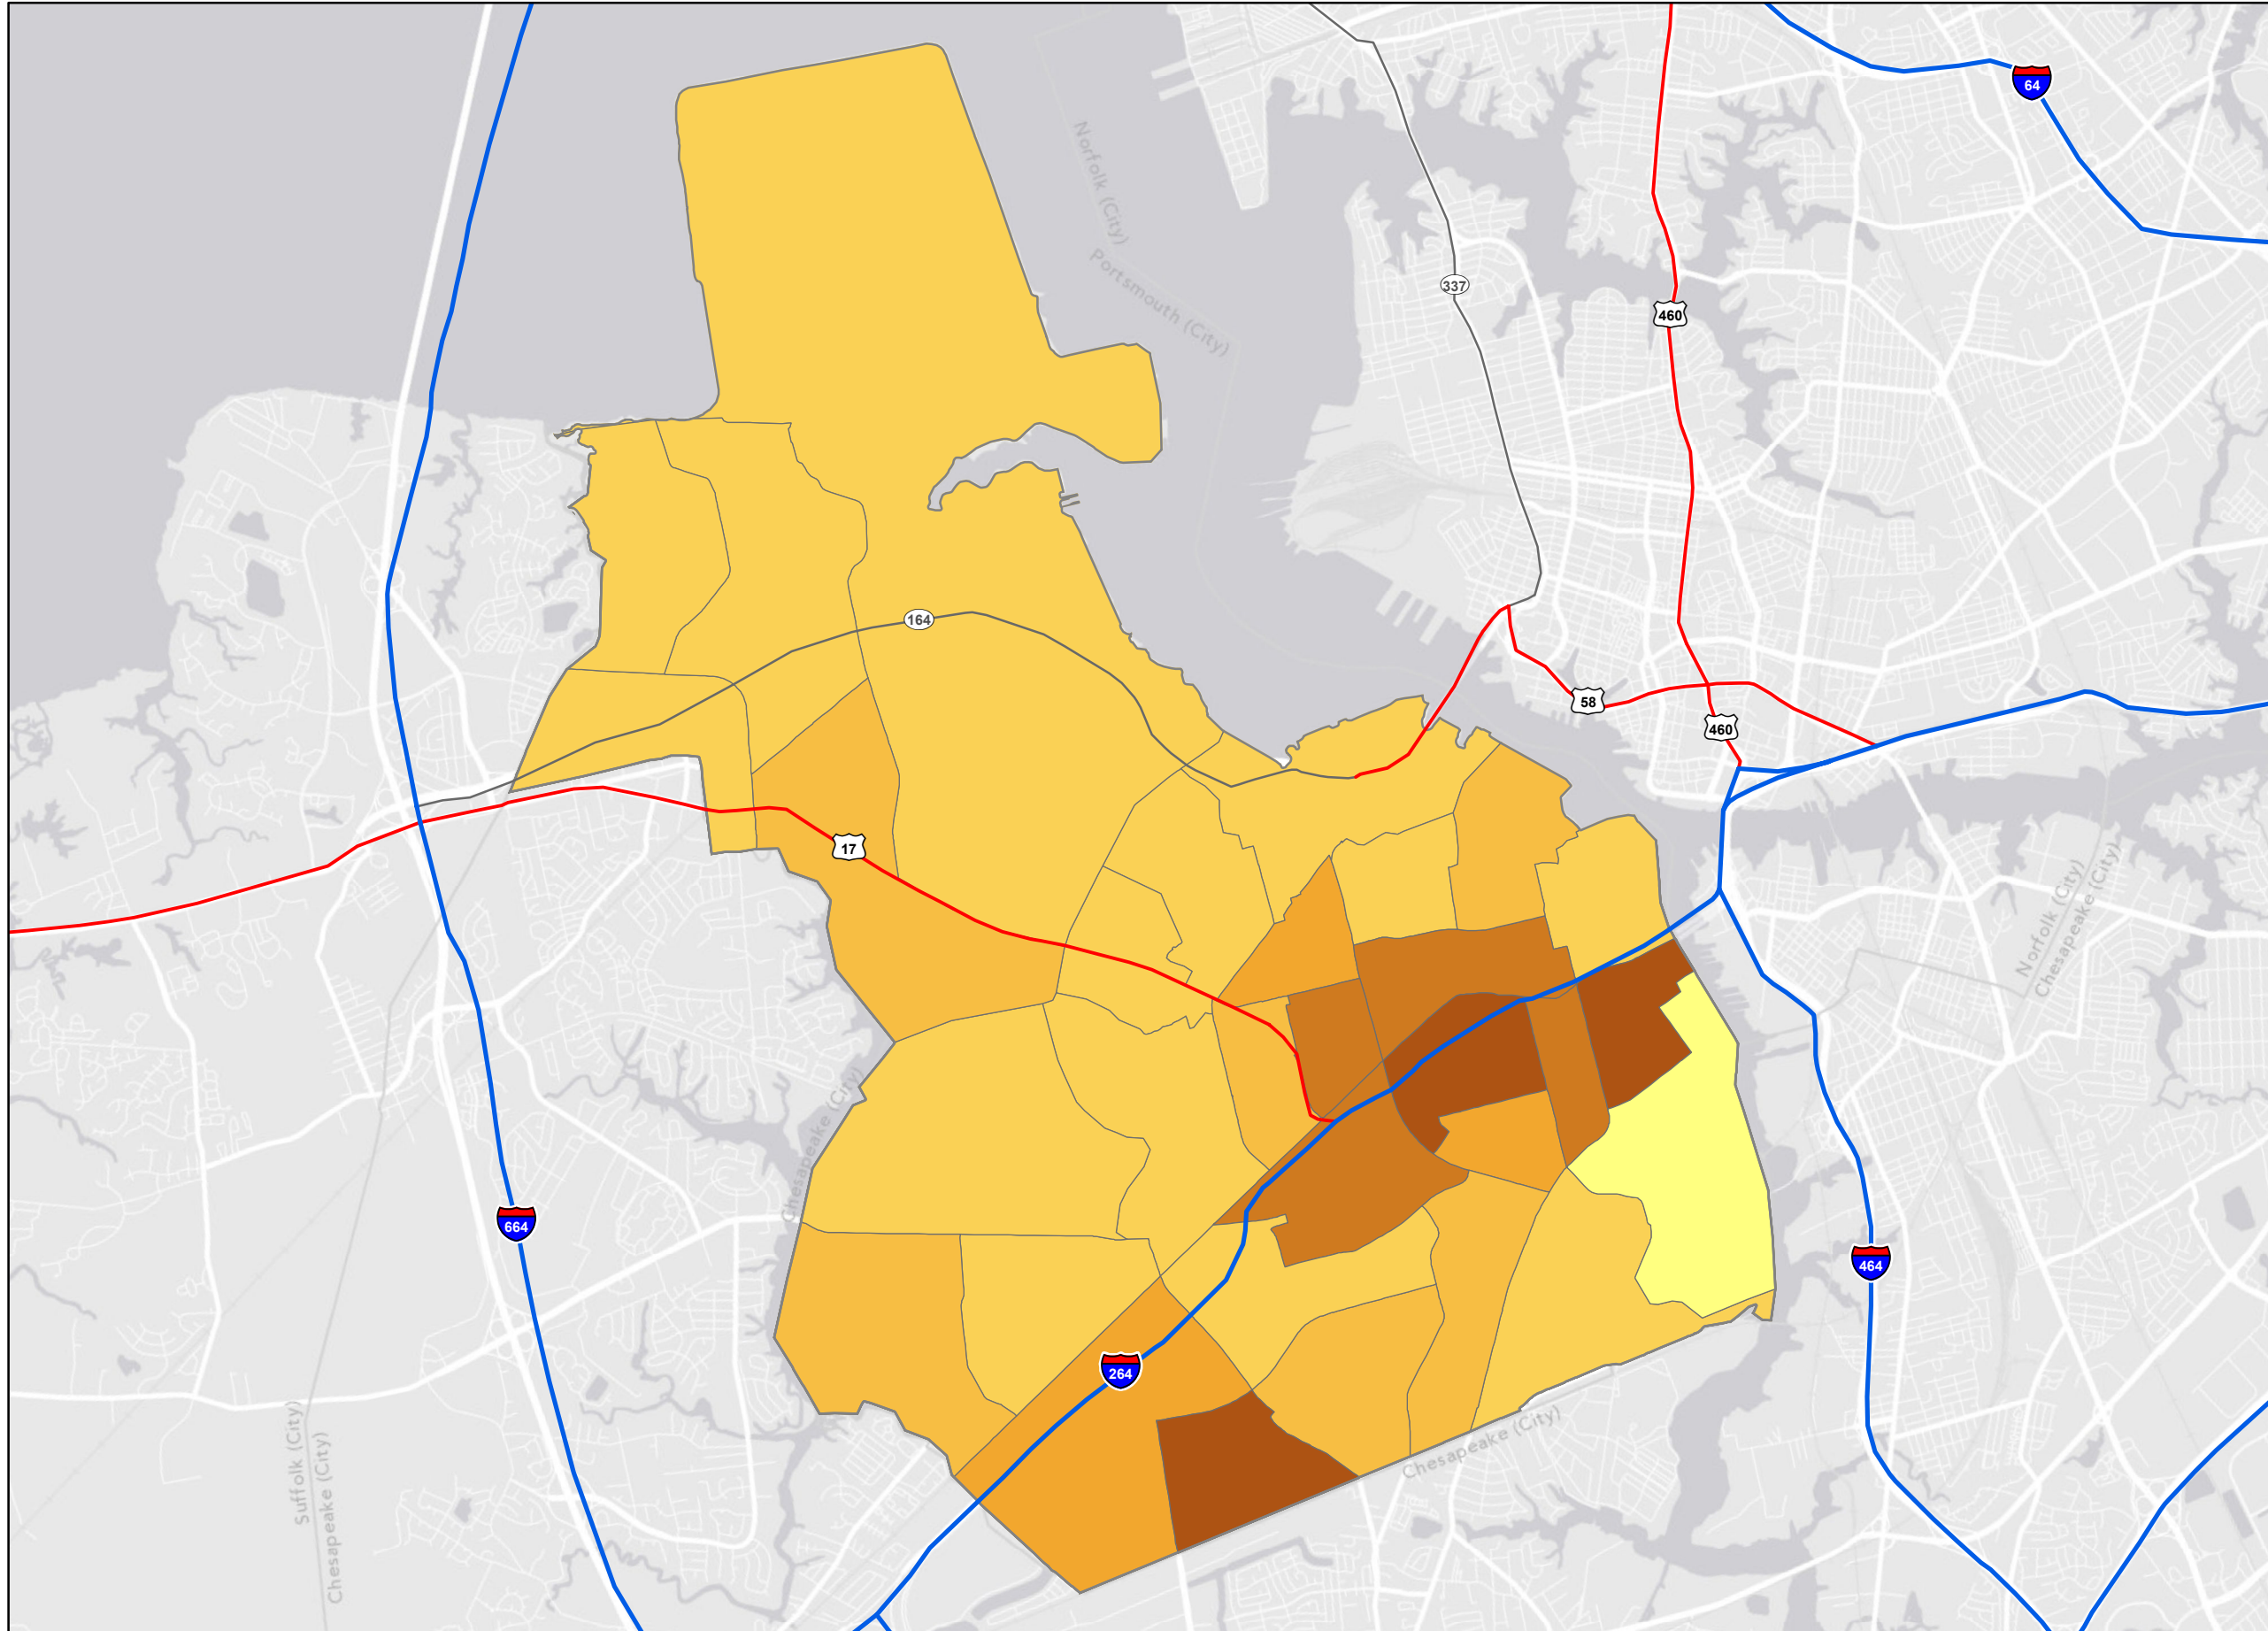 64
Norfolk (City)
Portsmouth (City)
337
460
164
58
460
17
Norfolk (City)
Chesapeake (City)
Chesapeake (City)
664
464
264
Chesapeake (City)
Suffolk (City)
Chesapeake (City)